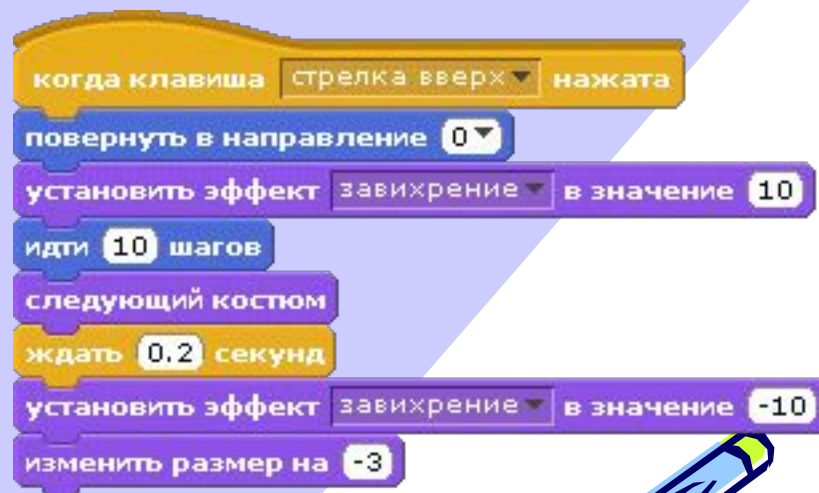 когда клавиша стрелка вверх нажата
повернуть в направление 0
установить эффект завихрение в значение 10
идти 10 шагов
следующий костюм
ждать 0.2 секунд
установить эффект завихрение в значение -10
изменить размер на -3